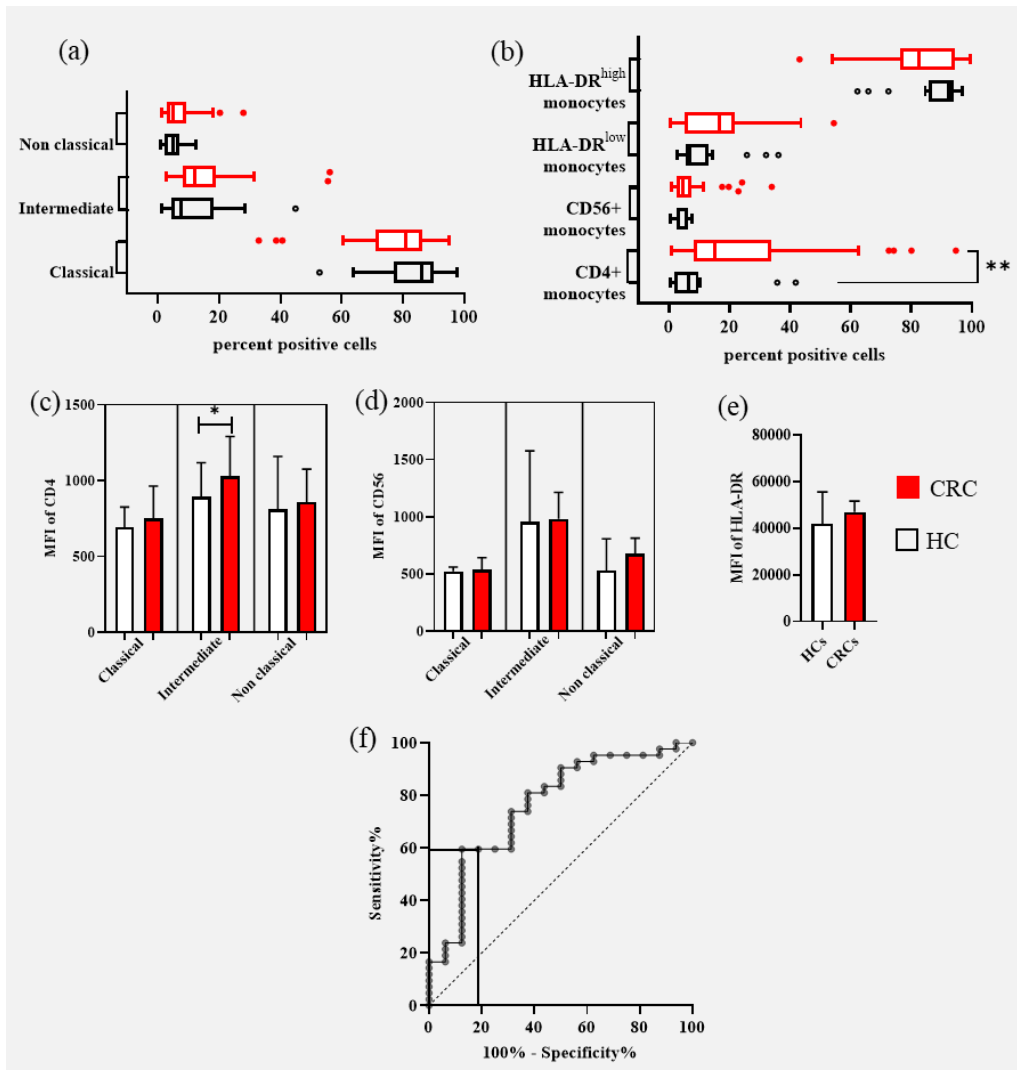 (a)
Non classical
Intermediate
Classical
0 20 40 60 80 100
percent positive cells
(b)
HLA-DRhigh
monocytes
HLA-DRlow
monocytes
CD56+
monocytes
CD4+
monocytes
**
0 20 40 60 80 100
percent positive cells
(c)
MFI of CD4
1500
1000
500
0
*
Classical
Intermediate
Non classical
(d)
MFI of CD56
2000
1500
1000
500
0
Classical
Intermediate
Non classical
(e)
MFI of HLA-DR
80000
60000
40000
20000
0
HCs
CRCs
CRC
HC
(f)
Sensitivity%
100
80
60
40
20
0
0 20 40 60 80 100
100% - Specificity%